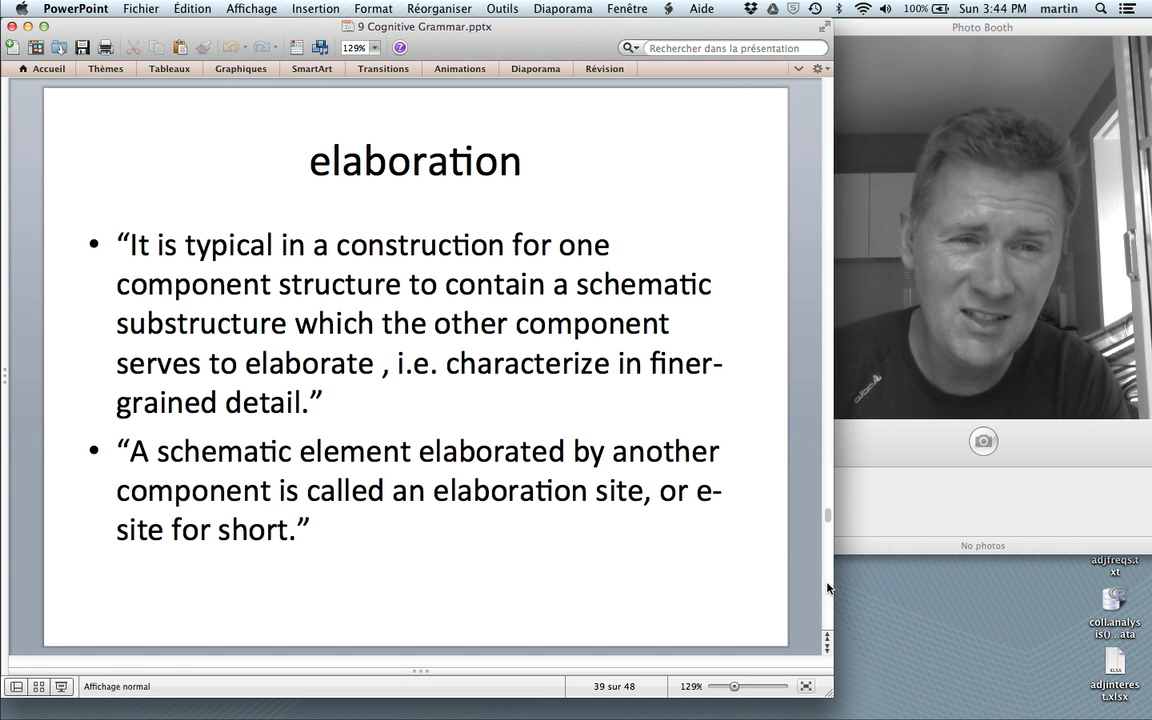 PowerPoint Fichier Édition Affichage Insertion Format Réorganiser Outils Diaporama Fenêtre Aide 100% Sun 3:44 PM martin
9 Cognitive Grammar.pptx
Photo Booth
129% Rechercher dans la présentation
Accueil Thèmes Tableaux Graphiques SmartArt Transitions Animations Diaporama Révision
elaboration
• “It is typical in a construction for one
component structure to contain a schematic
substructure which the other component
serves to elaborate , i.e. characterize in finer-
grained detail.”
• “A schematic element elaborated by another
component is called an elaboration site, or e-
site for short.”
No photos
adjfreqs.t
xt
coll.analy
sis()...ata
XLSX
adjinteres
t.xlsx
Affichage normal 39 sur 48 129%